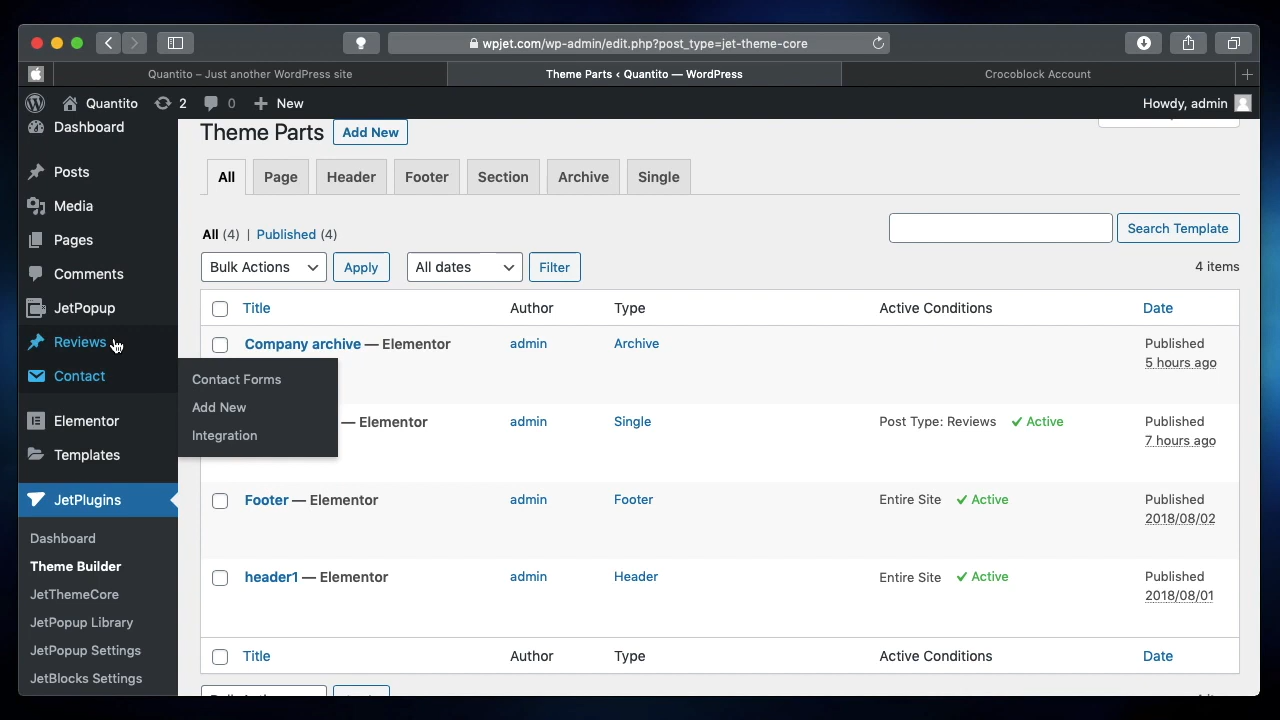 wpjet.com/wp-admin/edit.php?post_type=jet-theme-core
Quantito – Just another WordPress site
Theme Parts ‹ Quantito — WordPress
Crocoblock Account
Quantito
2
0
New
Howdy, admin
Dashboard
Posts
Media
Pages
Comments
JetPopup
Reviews
Contact
Contact Forms
Add New
Integration
Elementor
Templates
JetPlugins
Dashboard
Theme Builder
JetThemeCore
JetPopup Library
JetPopup Settings
JetBlocks Settings
Theme Parts
Add New
All
Page
Header
Footer
Section
Archive
Single
All (4) | Published (4)
Search Template
Bulk Actions
Apply
All dates
Filter
4 items
Title Author Type Active Conditions Date
Company archive — Elementor admin Archive Published
5 hours ago
— Elementor admin Single Post Type: Reviews ✓ Active Published
7 hours ago
Footer — Elementor admin Footer Entire Site ✓ Active Published
2018/08/02
header1 — Elementor admin Header Entire Site ✓ Active Published
2018/08/01
Title Author Type Active Conditions Date